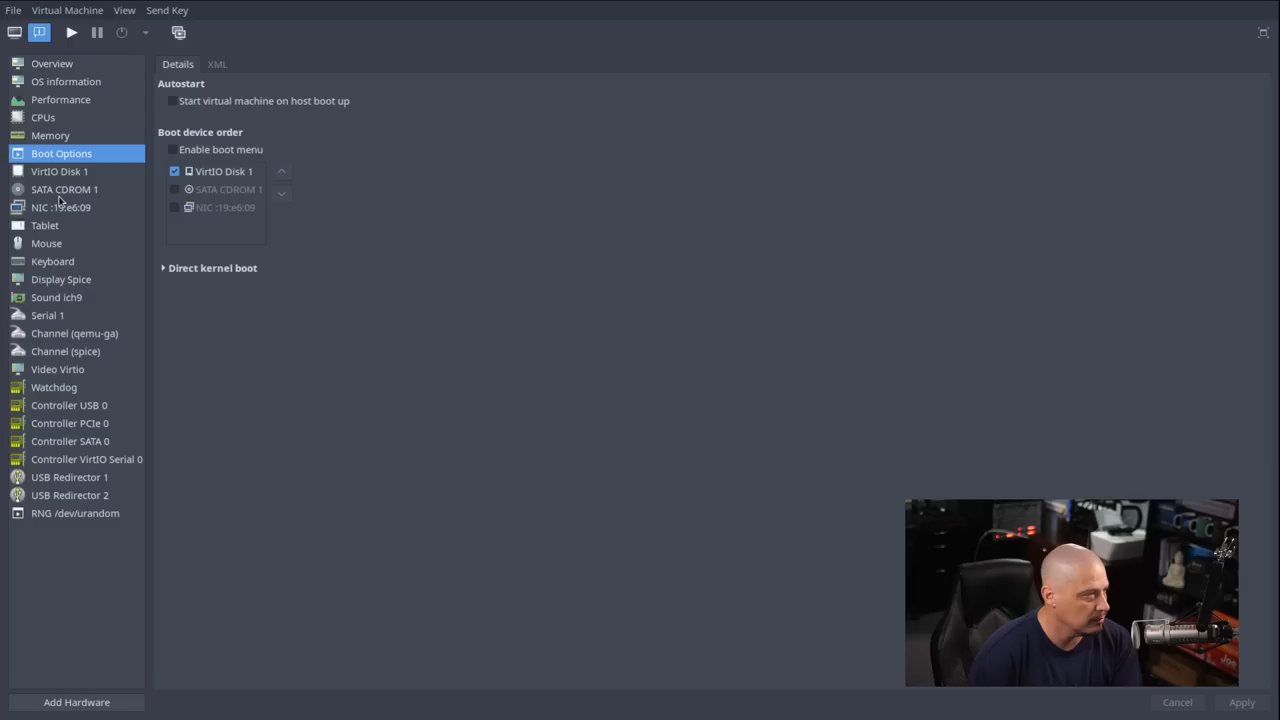 File Virtual Machine View Send Key
Overview
OS information
Performance
CPUs
Memory
Boot Options
VirtIO Disk 1
SATA CDROM 1
NIC :19:e6:09
Tablet
Mouse
Keyboard
Display Spice
Sound ich9
Serial 1
Channel (qemu-ga)
Channel (spice)
Video Virtio
Watchdog
Controller USB 0
Controller PCIe 0
Controller SATA 0
Controller VirtIO Serial 0
USB Redirector 1
USB Redirector 2
RNG /dev/urandom
Add Hardware
Details XML
Autostart
Start virtual machine on host boot up
Boot device order
Enable boot menu
VirtIO Disk 1
SATA CDROM 1
NIC :19:e6:09
Direct kernel boot
Cancel Apply